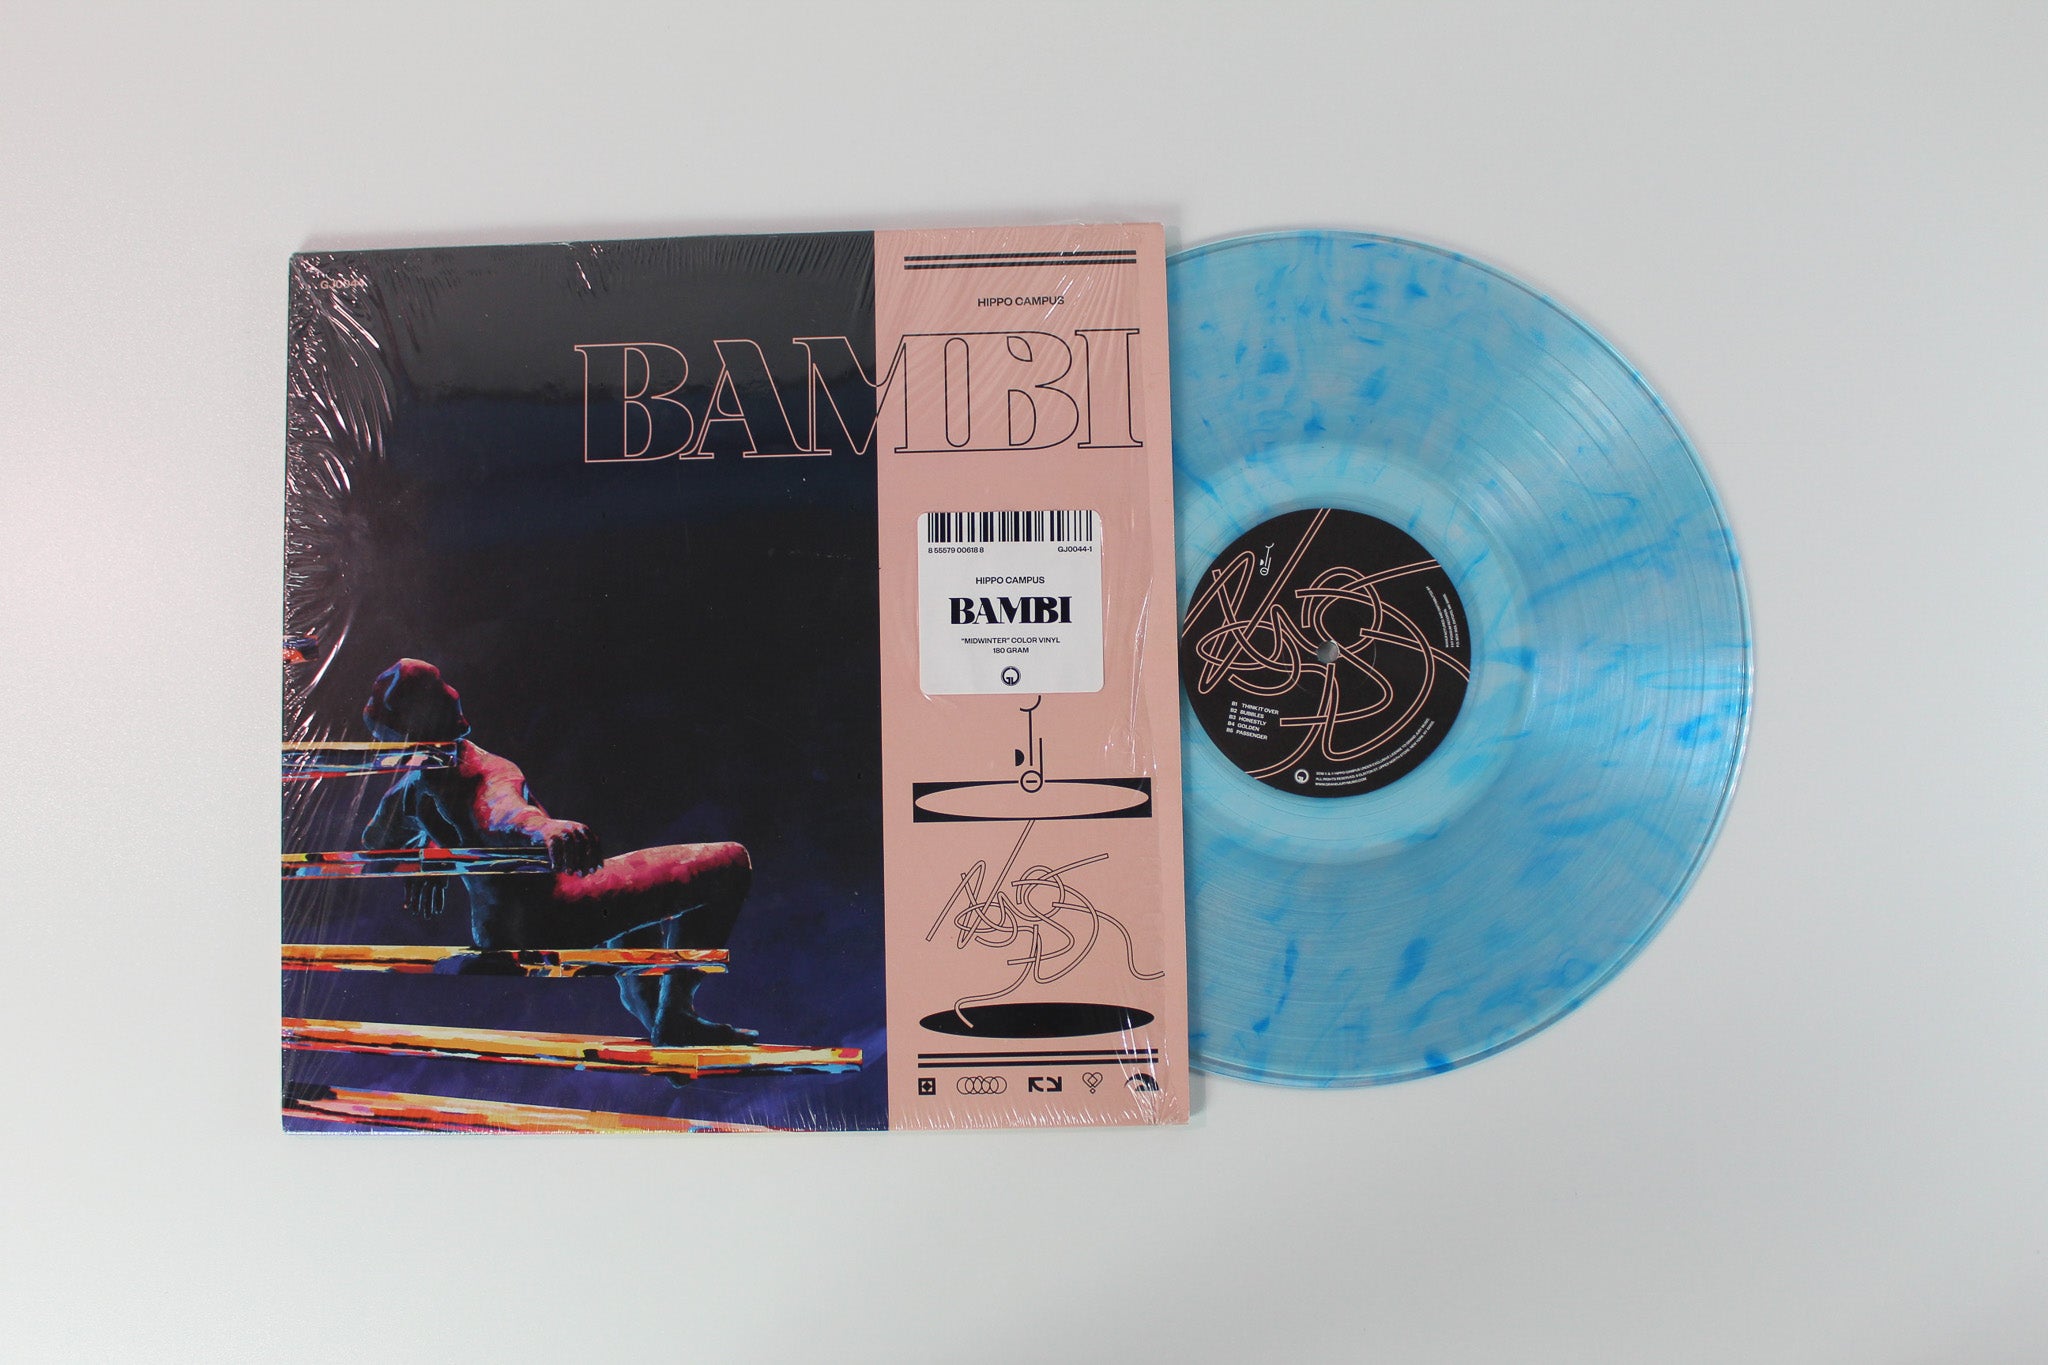 GJ0044
HIPPO CAMPUS
BAMBI
8 55579 00618 8
GJ0044-1
HIPPO CAMPUS
BAMBI
"MIDWINTER" COLOR VINYL
180 GRAM
B1 THINK IT OVER
B2 BUBBLES
B3 HONESTLY
B4 GOLDEN
B5 PASSENGER